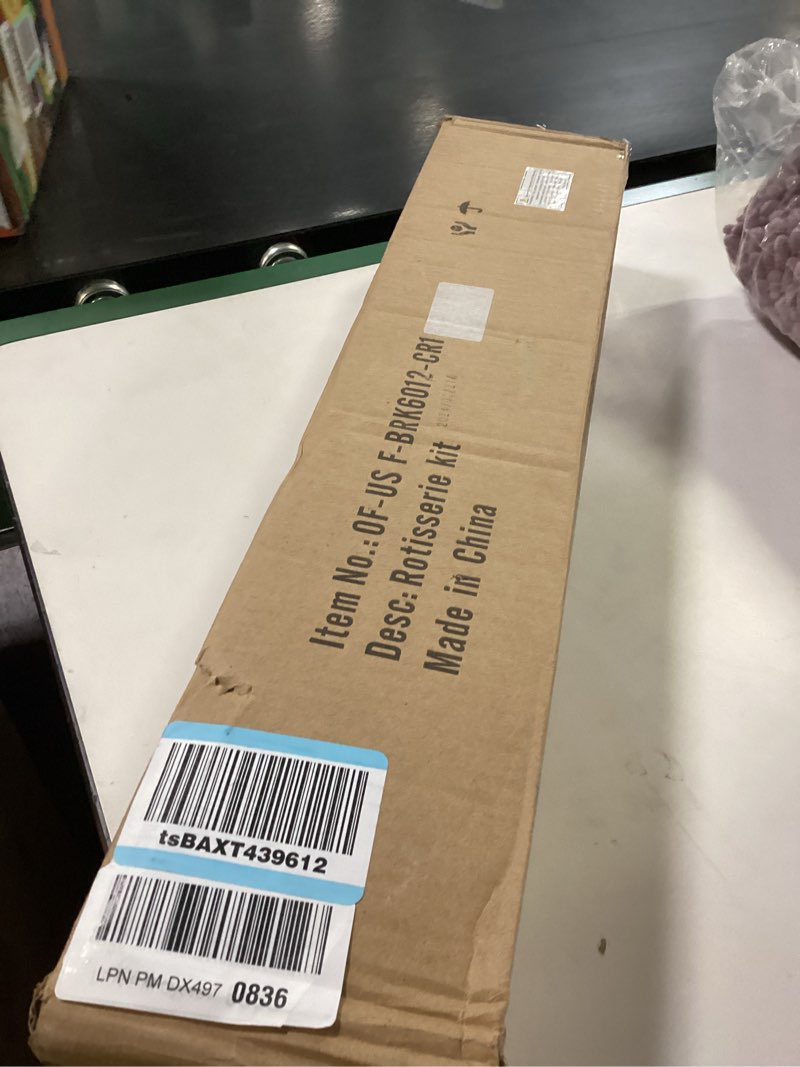 Item No.: OF-US F-BRK6012-CR1
Desc: Rotisserie kit
Made in China
tsBAXT439612
LPN PM DX497 0836